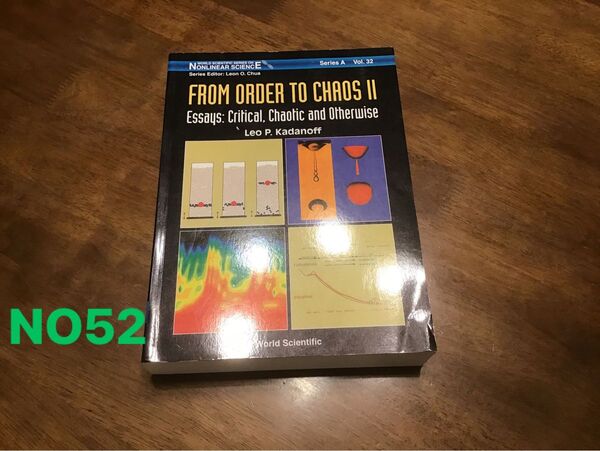 WORLD SCIENTIFIC SERIES ON
NONLINEAR SCIENCE
Series A Vol. 32
Series Editor: Leon O. Chua
FROM ORDER TO CHAOS II
Essays: Critical, Chaotic and Otherwise
Leo P. Kadanoff
World Scientific
NO52